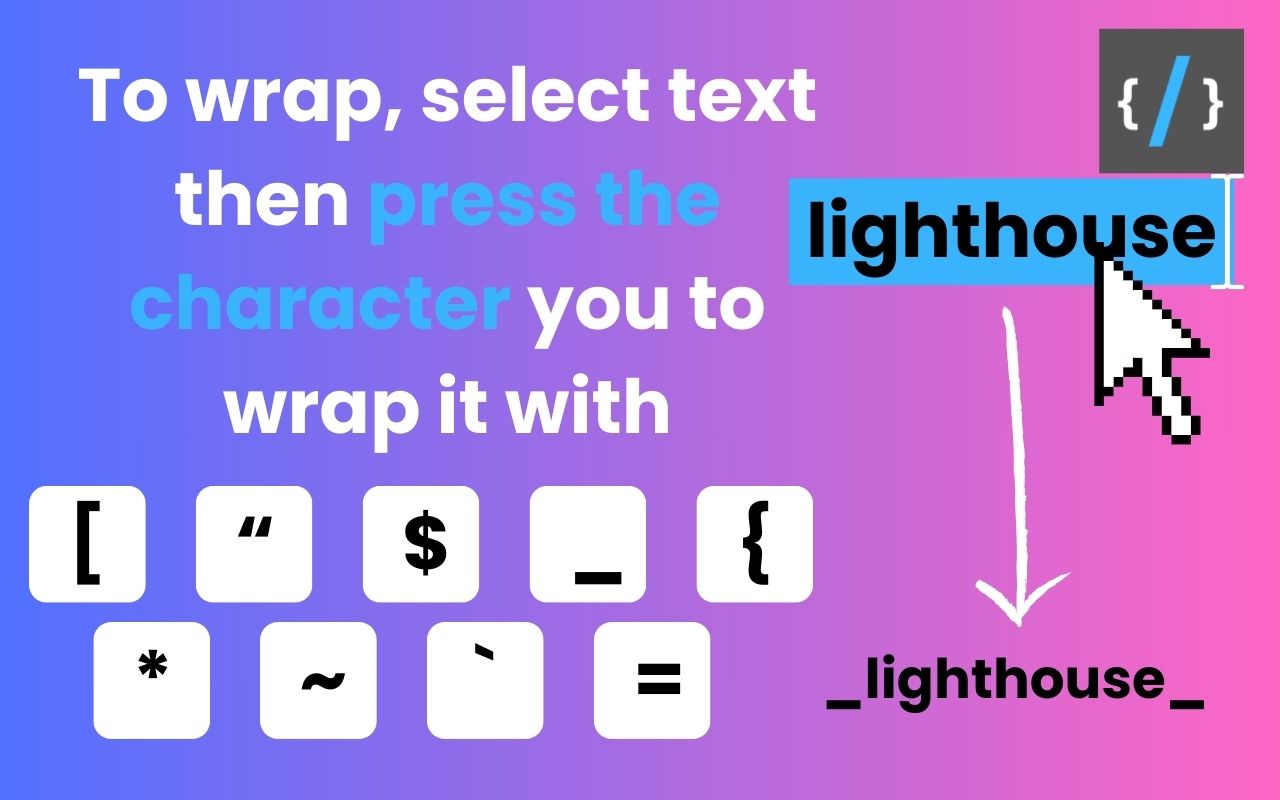 To wrap, select text
then press the
character you to
wrap it with
{/}
lighthouse
[ “ $ _ {
* ~ ` =
_lighthouse_